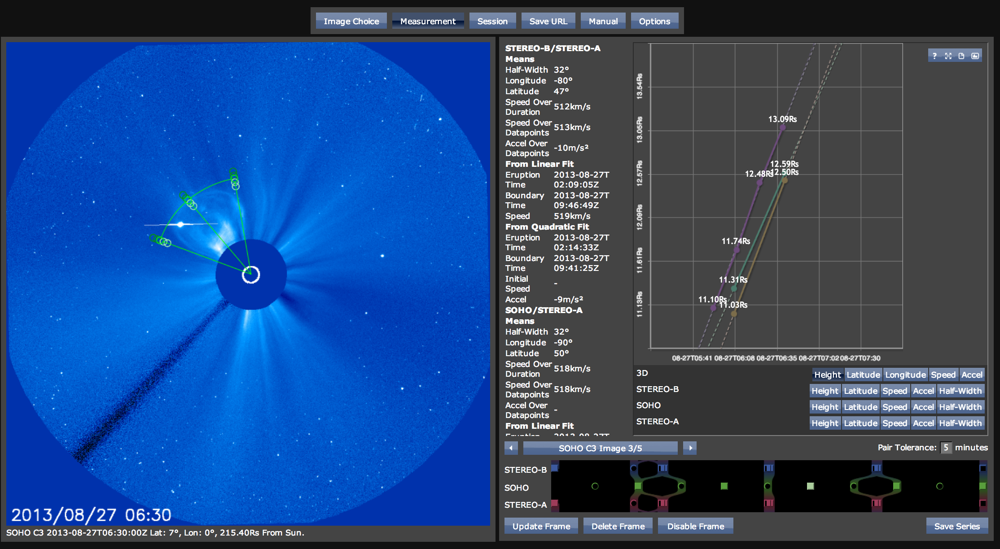 Image Choice
Measurement
Session
Save URL
Manual
Options
2013/08/27 06:30
SOHO C3 2013-08-27T06:30:00Z Lat: 7°, Lon: 0°, 215.40Rs From Sun.
STEREO-B/STEREO-A
Means
Half-Width 32°
Longitude -80°
Latitude 47°
Speed Over
Duration 512km/s
Speed Over
Datapoints 513km/s
Accel Over
Datapoints -10m/s²
From Linear Fit
Eruption 2013-08-27T
Time 02:09:05Z
Boundary 2013-08-27T
Time 09:46:49Z
Speed 519km/s
From Quadratic Fit
Eruption 2013-08-27T
Time 02:14:33Z
Boundary 2013-08-27T
Time 09:41:25Z
Initial
Speed -
Accel -9m/s²
SOHO/STEREO-A
Means
Half-Width 32°
Longitude -90°
Latitude 50°
Speed Over
Duration 518km/s
Speed Over
Datapoints 518km/s
Accel Over
Datapoints -
From Linear Fit
?
13.54Rs
13.05Rs
12.57Rs
12.09Rs
11.61Rs
11.13Rs
13.09Rs
12.59Rs
12.48Rs
12.50Rs
11.74Rs
11.31Rs
11.10Rs
11.03Rs
08-27T05:41 08-27T06:08 08-27T06:35 08-27T07:02 08-27T07:30
3D Height Latitude Longitude Speed Accel
STEREO-B Height Latitude Speed Accel Half-Width
SOHO Height Latitude Speed Accel Half-Width
STEREO-A Height Latitude Speed Accel Half-Width
SOHO C3 Image 3/5
Pair Tolerance: 5 minutes
STEREO-B
SOHO
STEREO-A
Update Frame
Delete Frame
Disable Frame
Save Series